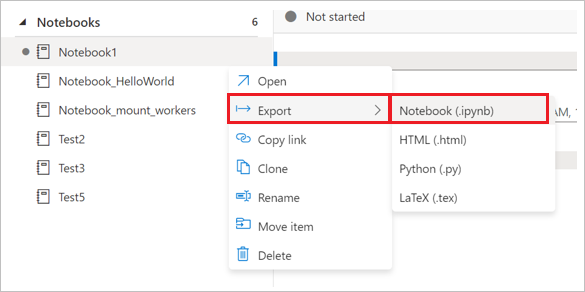 Notebooks 6
Not started
Notebook1
Notebook_HelloWorld
Notebook_mount_workers
Test2
Test3
Test5
Open
Export
Copy link
Clone
Rename
Move item
Delete
Notebook (.ipynb)
HTML (.html)
Python (.py)
LaTeX (.tex)
AM, 1